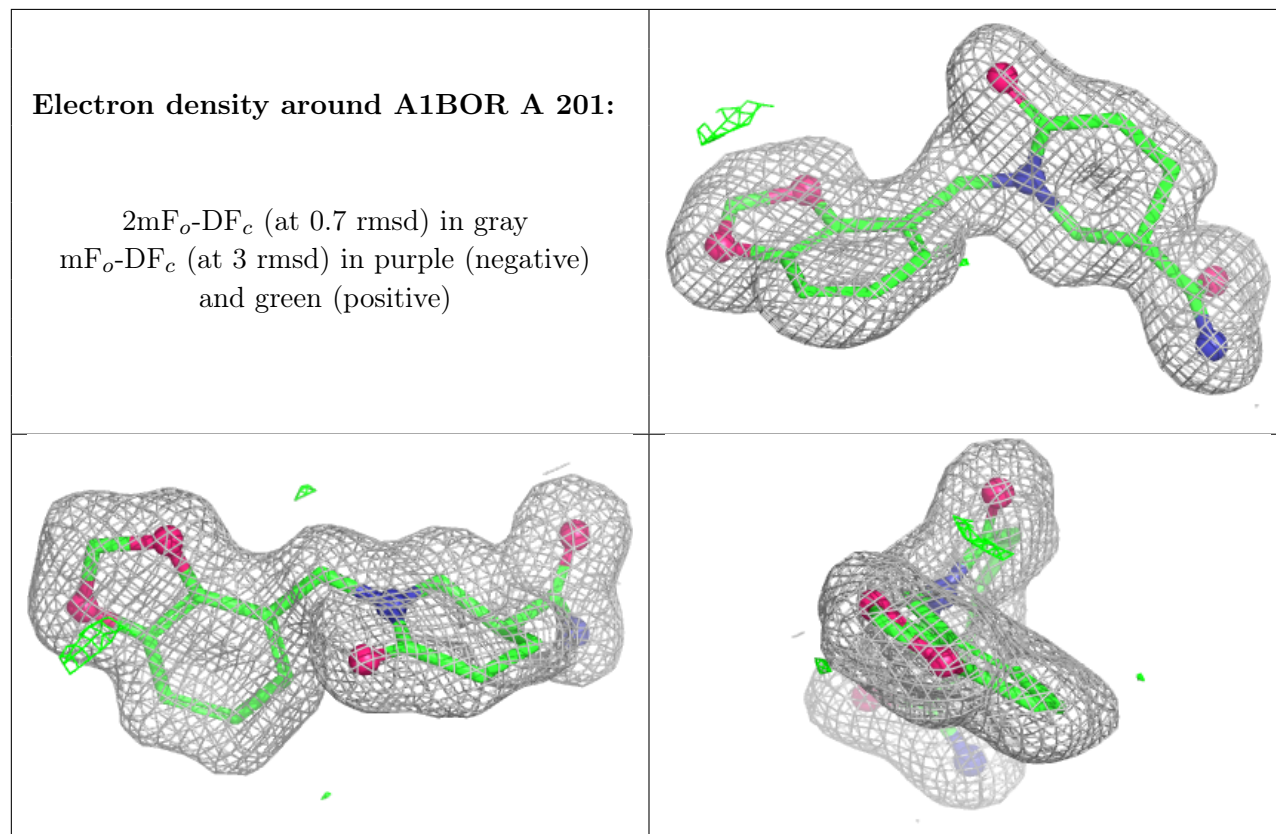 Electron density around A1BOR A 201:
2mFo-DFc (at 0.7 rmsd) in gray
mFo-DFc (at 3 rmsd) in purple (negative)
and green (positive)